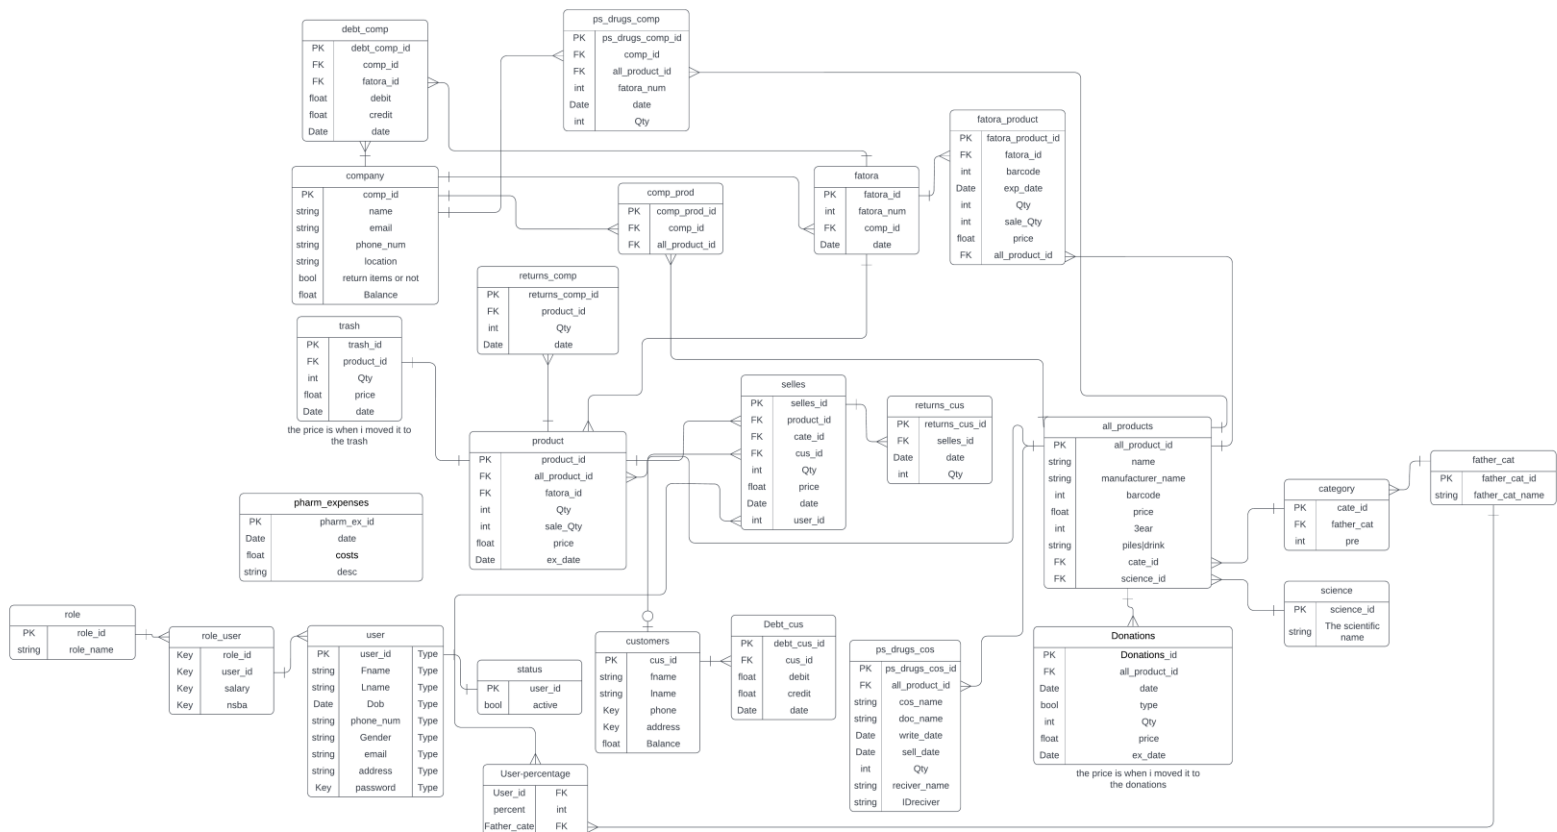 debt_comp
PK debt_comp_id
FK comp_id
FK fatora_id
float debit
float credit
Date date
ps_drugs_comp
PK ps_drugs_comp_id
FK comp_id
FK all_product_id
int fatora_num
Date date
int Qty
fatora_product
PK fatora_product_id
FK fatora_id
int barcode
Date exp_date
int Qty
int sale_Qty
float price
FK all_product_id
company
PK comp_id
string name
string email
string phone_num
string location
bool return items or not
float Balance
comp_prod
PK comp_prod_id
FK comp_id
FK all_product_id
fatora
PK fatora_id
int fatora_num
FK comp_id
Date date
returns_comp
PK returns_comp_id
FK product_id
int Qty
Date date
trash
PK trash_id
FK product_id
int Qty
float price
Date date
the price is when i moved it to
the trash
selles
PK selles_id
FK product_id
FK cate_id
FK cus_id
int Qty
float price
Date date
int user_id
returns_cus
PK returns_cus_id
FK selles_id
Date date
int Qty
product
PK product_id
FK all_product_id
FK fatora_id
int Qty
int sale_Qty
float price
Date ex_date
all_products
PK all_product_id
string name
string manufacturer_name
int barcode
float price
int 3ear
string piles|drink
FK cate_id
FK science_id
father_cat
PK father_cat_id
string father_cat_name
category
PK cate_id
FK father_cat
int pre
pharm_expenses
PK pharm_ex_id
Date date
float costs
string desc
science
PK science_id
string The scientific
name
role
PK role_id
string role_name
role_user
Key role_id
Key user_id
Key salary
Key nsba
user
PK user_id Type
string Fname Type
string Lname Type
Date Dob Type
string phone_num Type
string Gender Type
string email Type
string address Type
Key password Type
status
PK user_id
bool active
customers
PK cus_id
string fname
string lname
Key phone
Key address
float Balance
Debt_cus
PK debt_cus_id
FK cus_id
float debit
float credit
Date date
ps_drugs_cos
PK ps_drugs_cos_id
FK all_product_id
string cos_name
string doc_name
Date write_date
Date sell_date
int Qty
string reciver_name
string IDreciver
Donations
PK Donations_id
FK all_product_id
Date date
bool type
int Qty
float price
Date ex_date
the price is when i moved it to
the donations
User-percentage
User_id FK
percent int
Father_cate FK